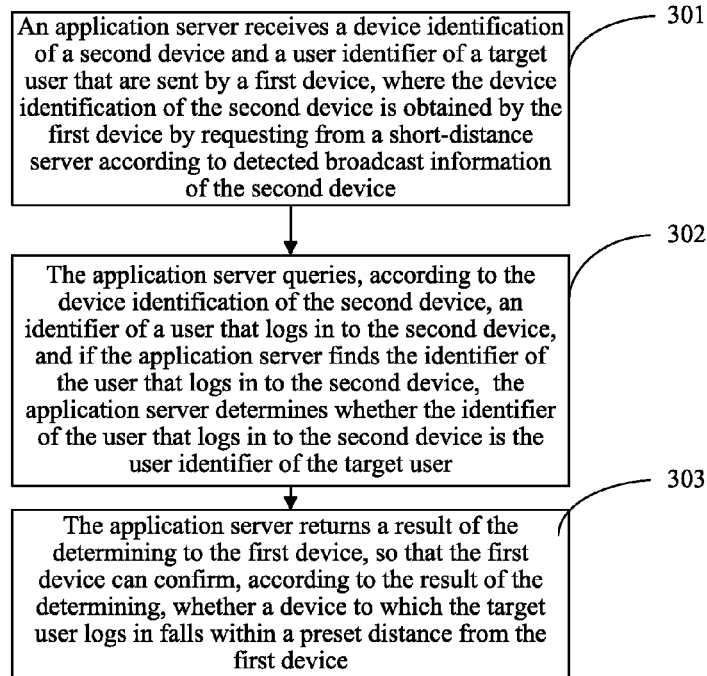 An application server receives a device identification
of a second device and a user identifier of a target
user that are sent by a first device, where the device
identification of the second device is obtained by the
first device by requesting from a short-distance
server according to detected broadcast information
of the second device
301
The application server queries, according to the
device identification of the second device, an
identifier of a user that logs in to the second device,
and if the application server finds the identifier of
the user that logs in to the second device, the
application server determines whether the identifier
of the user that logs in to the second device is the
user identifier of the target user
302
The application server returns a result of the
determining to the first device, so that the first
device can confirm, according to the result of the
determining, whether a device to which the target
user logs in falls within a preset distance from the
first device
303